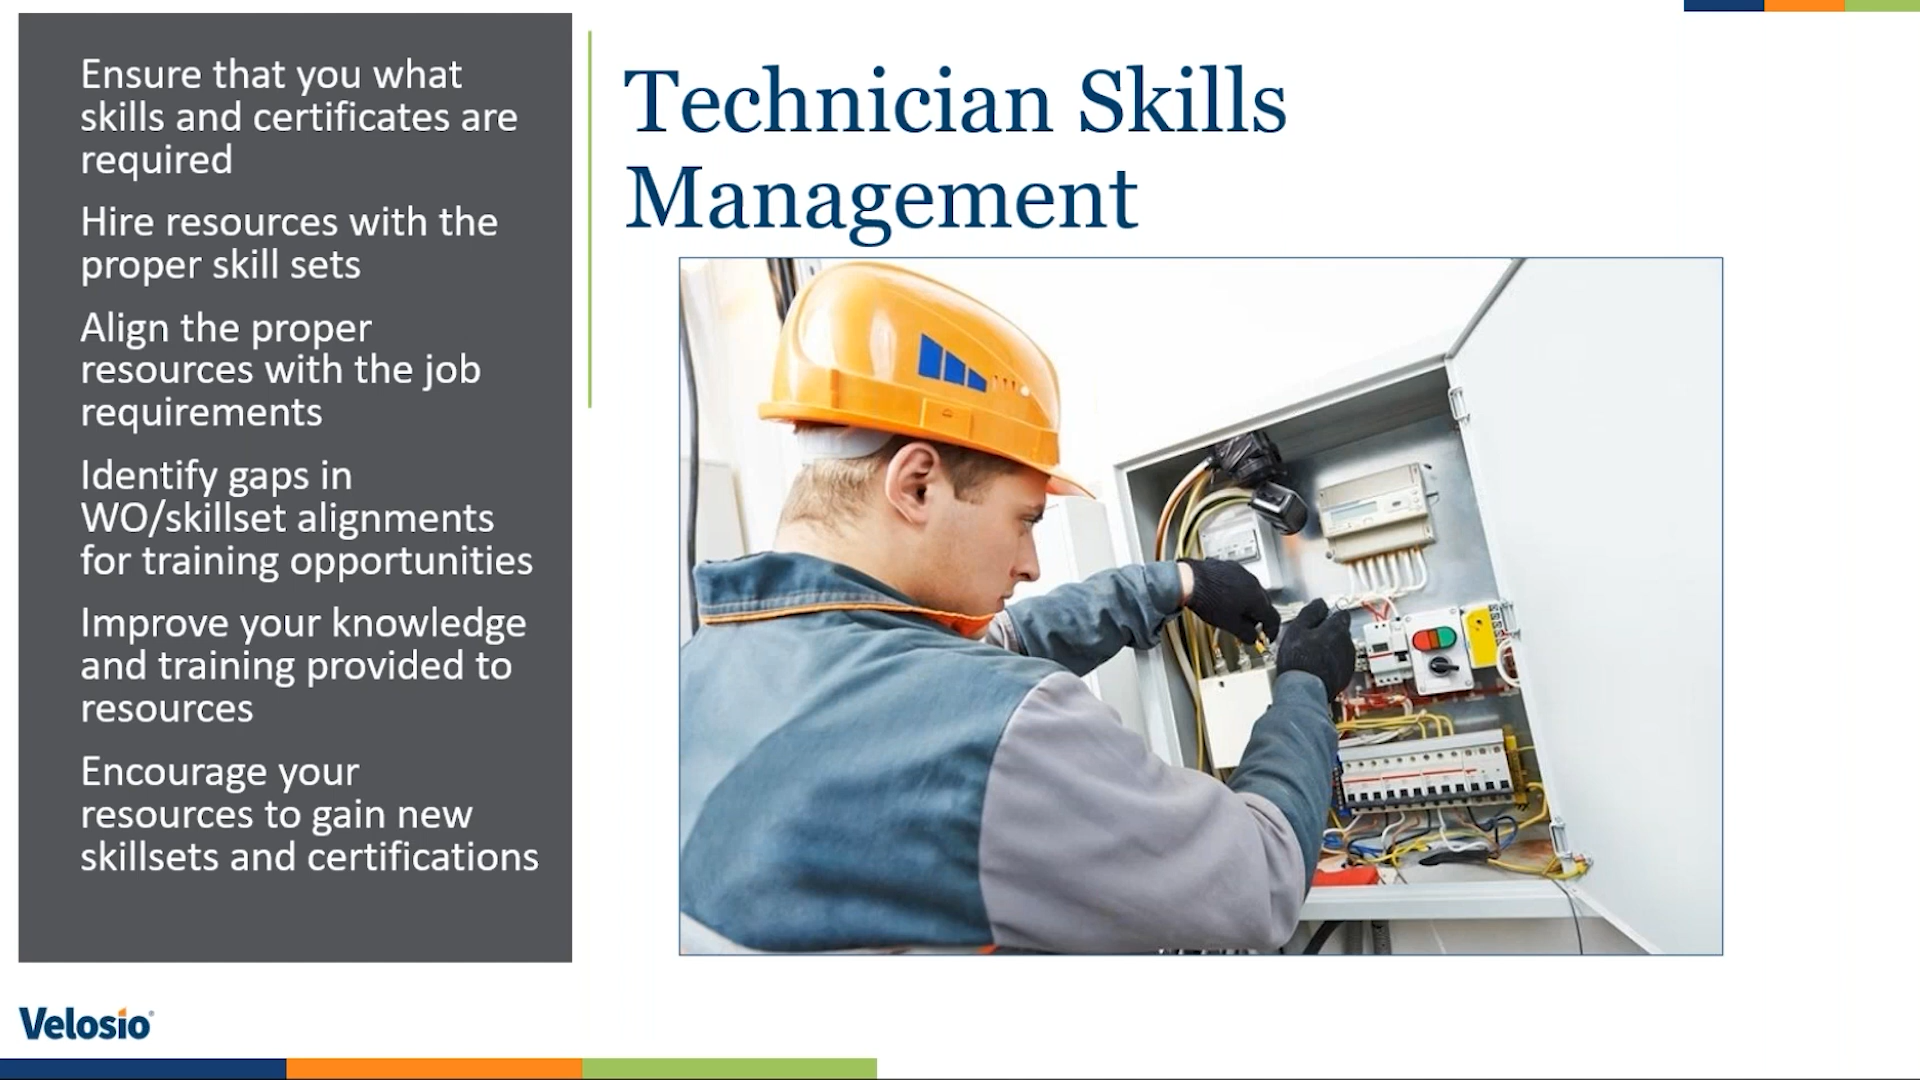 Ensure that you what
skills and certificates are
required
Hire resources with the
proper skill sets
Align the proper
resources with the job
requirements
Identify gaps in
WO/skillset alignments
for training opportunities
Improve your knowledge
and training provided to
resources
Encourage your
resources to gain new
skillsets and certifications
Technician Skills
Management
Velosio